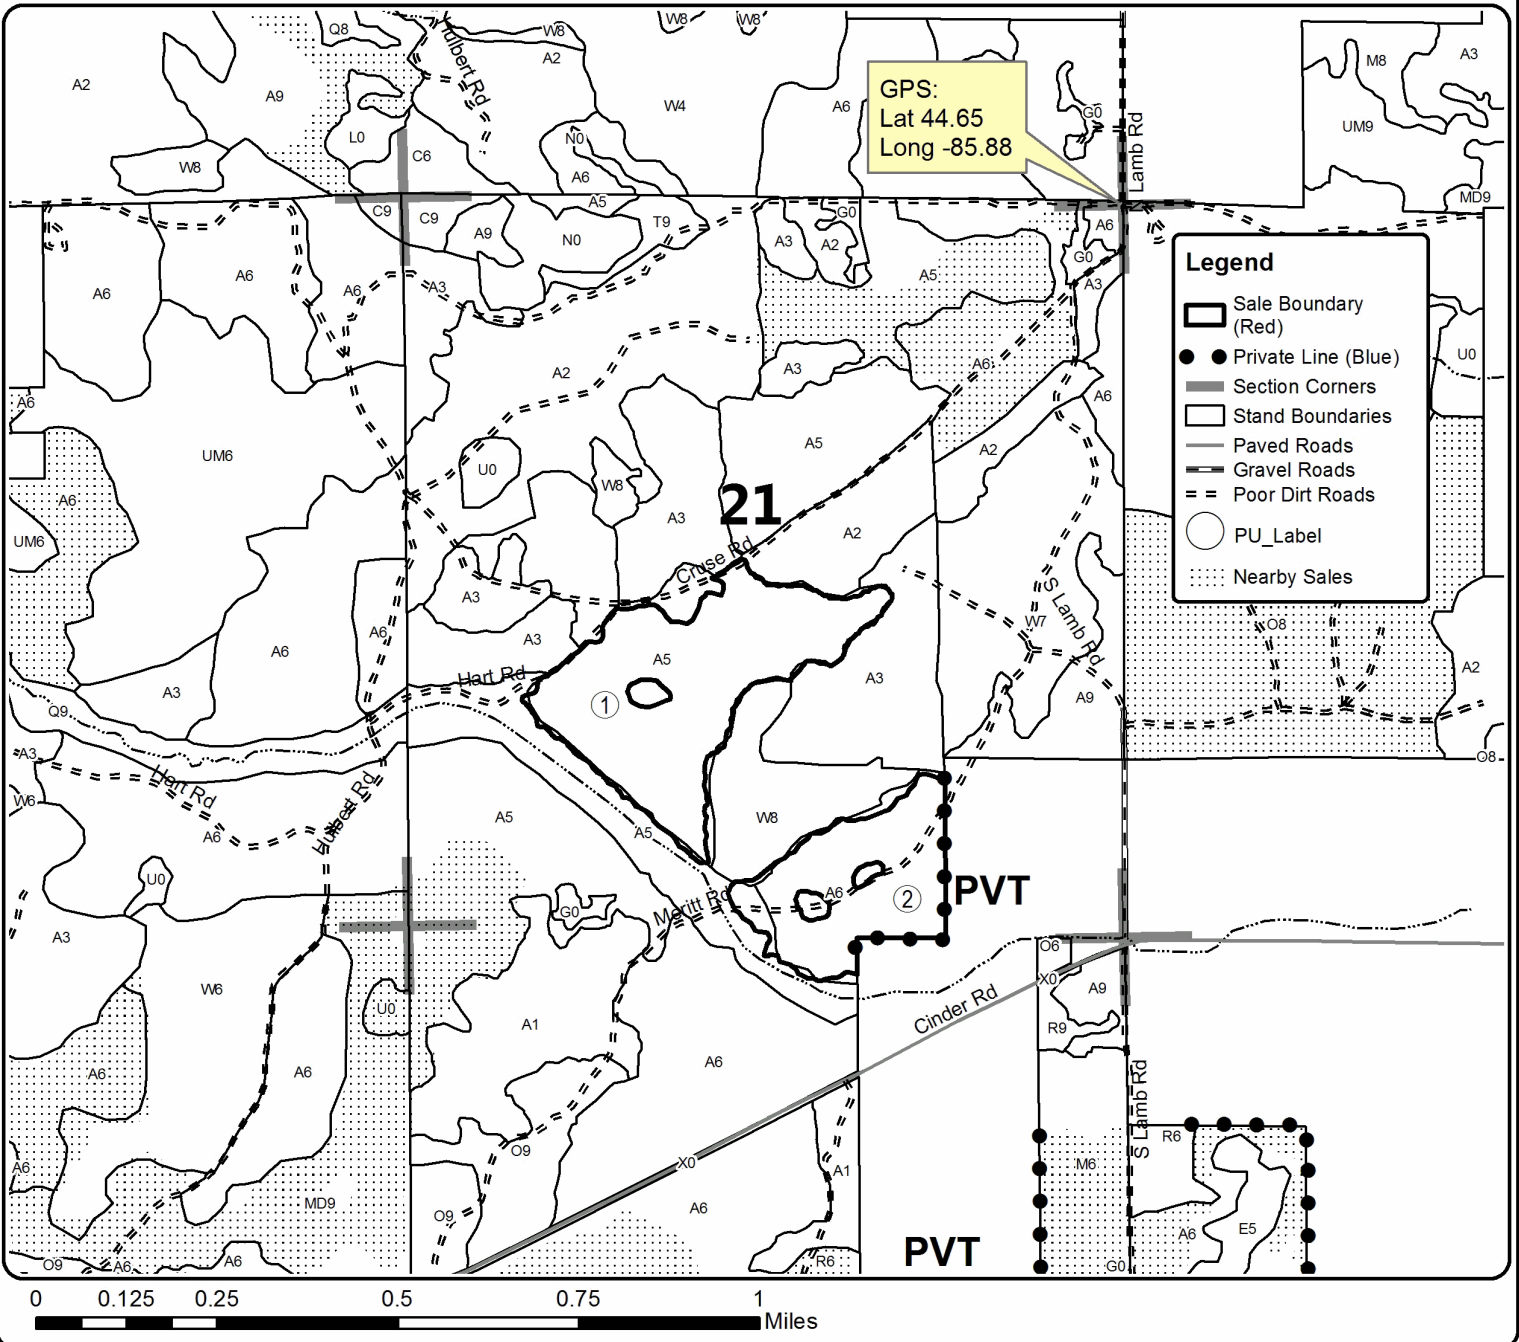 Q8
W8
W8
W8
Hulbert Rd
A2
A2
A9
W4
A6
GPS:
Lat 44.65
Long -85.88
G0
Lamb Rd
M8
A3
UM9
L0
C6
N0
W8
A6
A5
MD9
C9
C9
A9
N0
T9
G0
A3
A2
A6
G0
A6
A6
A6
A3
A5
A3
Legend
Sale Boundary
(Red)
Private Line (Blue)
Section Corners
Stand Boundaries
Paved Roads
Gravel Roads
Poor Dirt Roads
PU_Label
Nearby Sales
U0
A2
A3
A6
A6
A6
UM6
U0
W8
A5
A2
A6
A3
21
A2
UM6
Cruse Rd
A3
S Lamb Rd
W7
O8
A6
A3
A6
A5
A3
Hart Rd
A3
A2
A9
1
Q9
A3
O8
Hart Rd
W6
Hulbert Rd
A6
A5
A5
W8
U0
G0
Moritt Rd
A6
2
PVT
A3
W6
U0
A1
O6
X0
A9
Cinder Rd
R9
A6
A6
A6
S Lamb Rd
R6
A6
O9
X0
A1
M6
MD9
O9
A6
A6
E5
PVT
O9
A6
A6
R6
G0
0
0.125
0.25
0.5
0.75
1
Miles